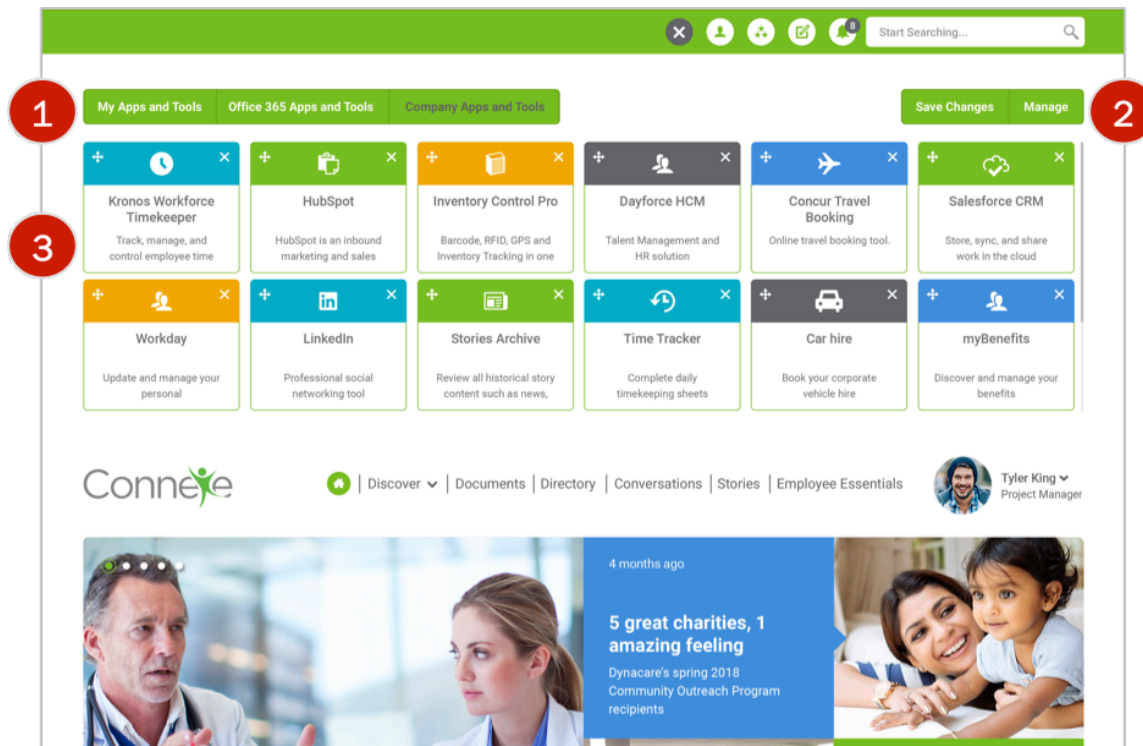 8
Start Searching...
1
My Apps and Tools
Office 365 Apps and Tools
Company Apps and Tools
Save Changes
Manage
2
Kronos Workforce
Timekeeper
Track, manage, and
control employee time
HubSpot
HubSpot is an inbound
marketing and sales
Inventory Control Pro
Barcode, RFID, GPS and
Inventory Tracking in one
Dayforce HCM
Talent Management and
HR solution
Concur Travel
Booking
Online travel booking tool.
Salesforce CRM
Store, sync, and share
work in the cloud
3
Workday
Update and manage your
personal
LinkedIn
Professional social
networking tool
Stories Archive
Review all historical story
content such as news,
Time Tracker
Complete daily
timekeeping sheets
Car hire
Book your corporate
vehicle hire
myBenefits
Discover and manage your
benefits
in
Connexe
Discover
Documents
Directory
Conversations
Stories
Employee Essentials
Tyler King
Project Manager
4 months ago
5 great charities, 1
amazing feeling
Dynacare's spring 2018
Community Outreach Program
recipients